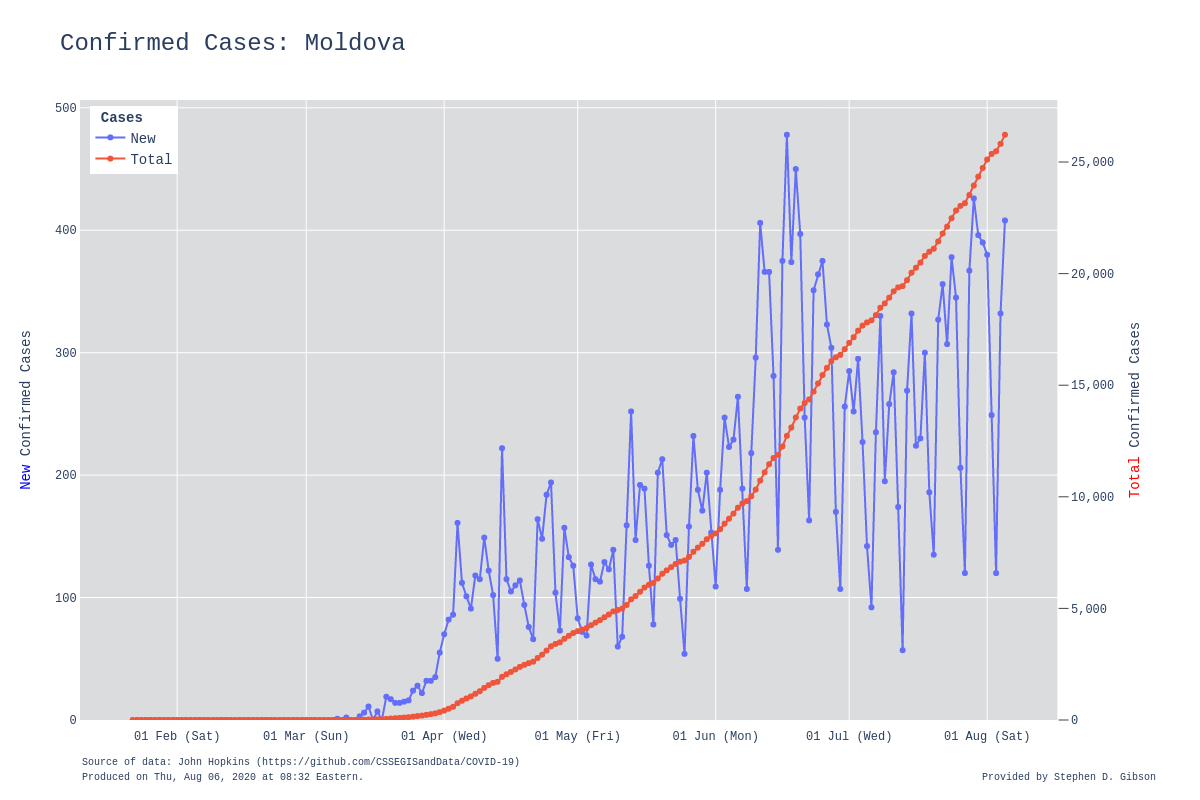 Confirmed Cases: Moldova
Cases
New
Total
500
400
300
200
100
0
25,000
20,000
15,000
10,000
5,000
0
New Confirmed Cases
Total Confirmed Cases
01 Feb (Sat)
01 Mar (Sun)
01 Apr (Wed)
01 May (Fri)
01 Jun (Mon)
01 Jul (Wed)
01 Aug (Sat)
Source of data: John Hopkins (https://github.com/CSSEGISandData/COVID-19)
Produced on Thu, Aug 06, 2020 at 08:32 Eastern.
Provided by Stephen D. Gibson